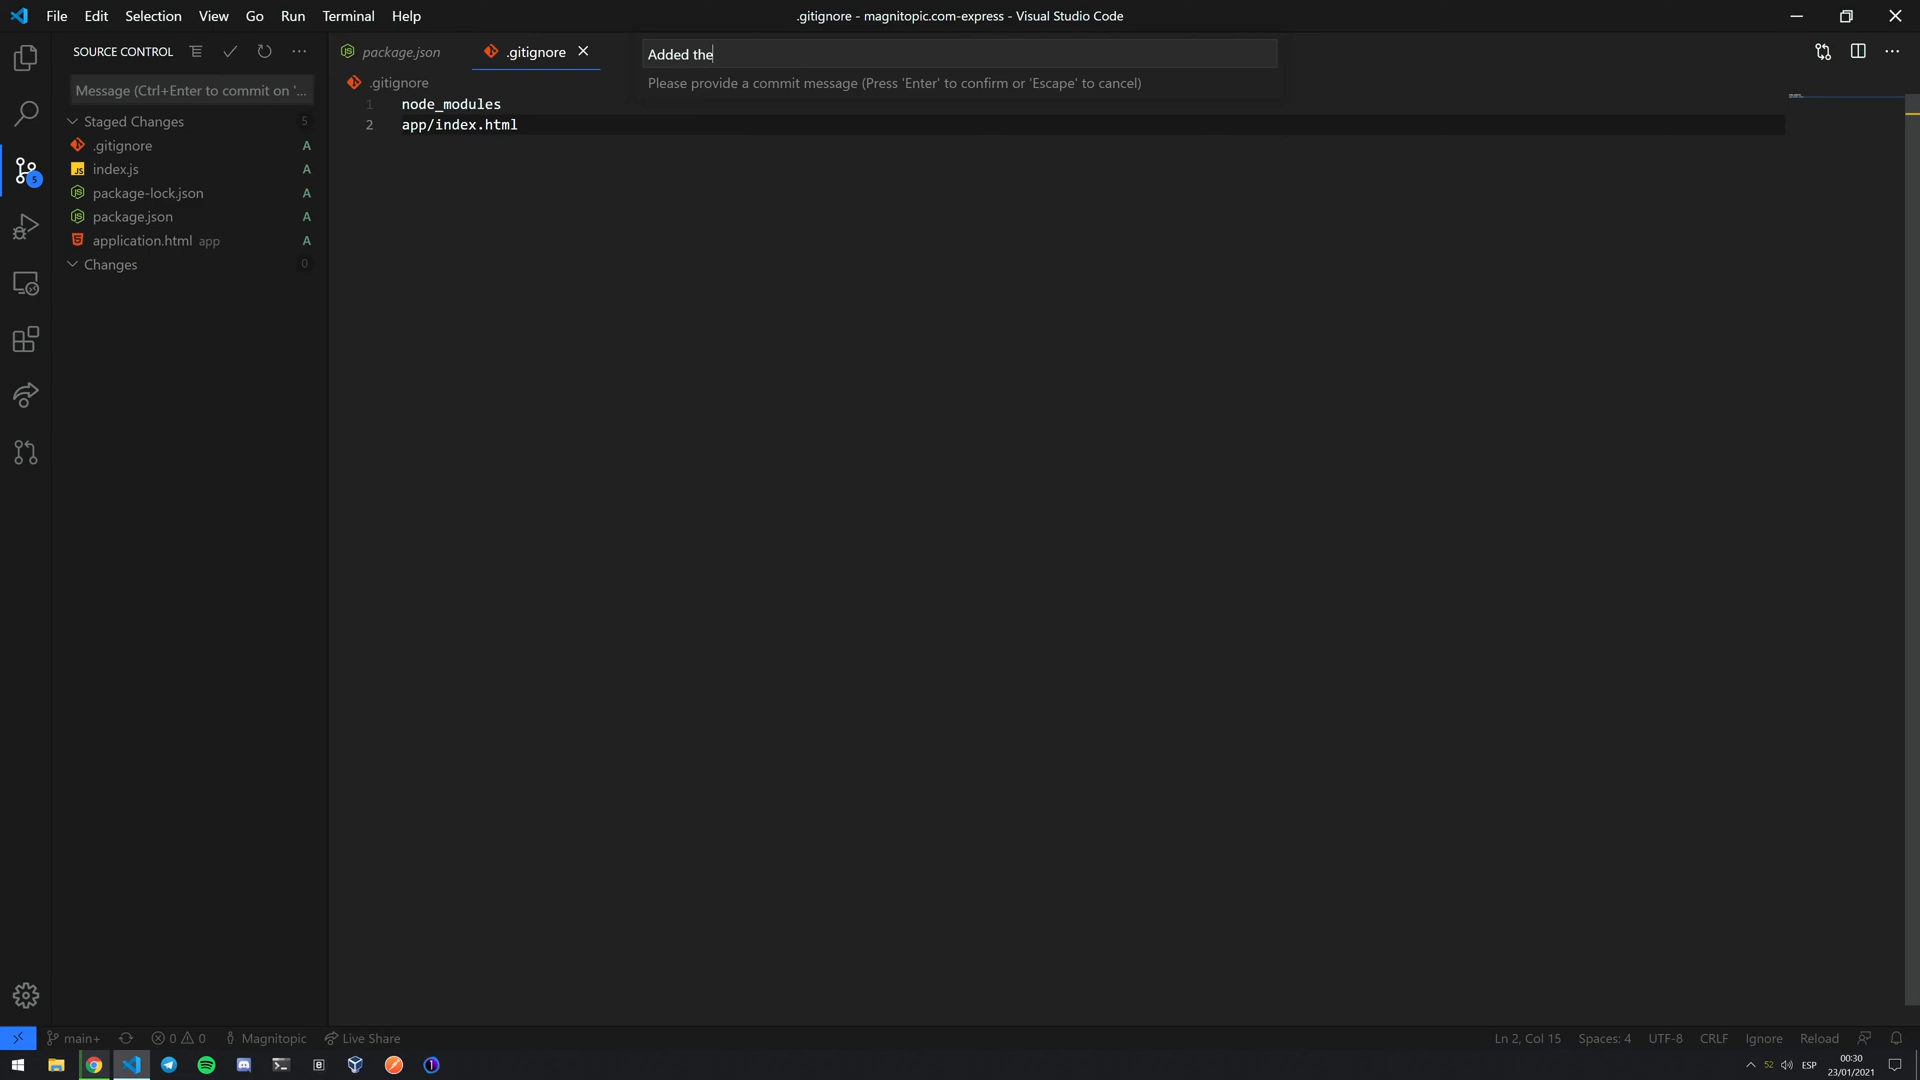 File Edit Selection View Go Run Terminal Help
.gitignore - magnitopic.com-express - Visual Studio Code
SOURCE CONTROL
package.json
.gitignore
Added the
Message (Ctrl+Enter to commit on '...
.gitignore
Please provide a commit message (Press 'Enter' to confirm or 'Escape' to cancel)
1 node_modules
2 app/index.html
Staged Changes 5
.gitignore A
index.js A
package-lock.json A
package.json A
application.html app A
Changes 0
5
main+ 0 0 Magnitopic Live Share
Ln 2, Col 15 Spaces: 4 UTF-8 CRLF Ignore Reload
52 ESP
00:30
23/01/2021